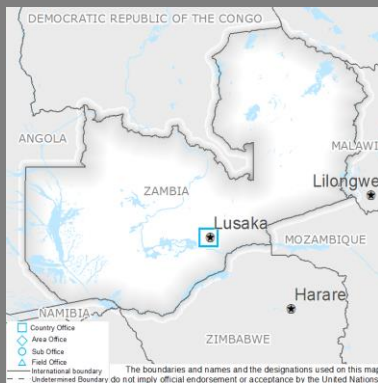 DEMOCRATIC REPUBLIC OF THE CONGO
ANGOLA
MALAWI
Lilongwe
ZAMBIA
Lusaka
MOZAMBIQUE
Harare
NAMIBIA
ZIMBABWE
Country Office
Area Office
Sub Office
Field Office
International boundary
Undetermined Boundary
The boundaries and names and the designations used on this map
do not imply official endorsement or acceptance by the United Nations